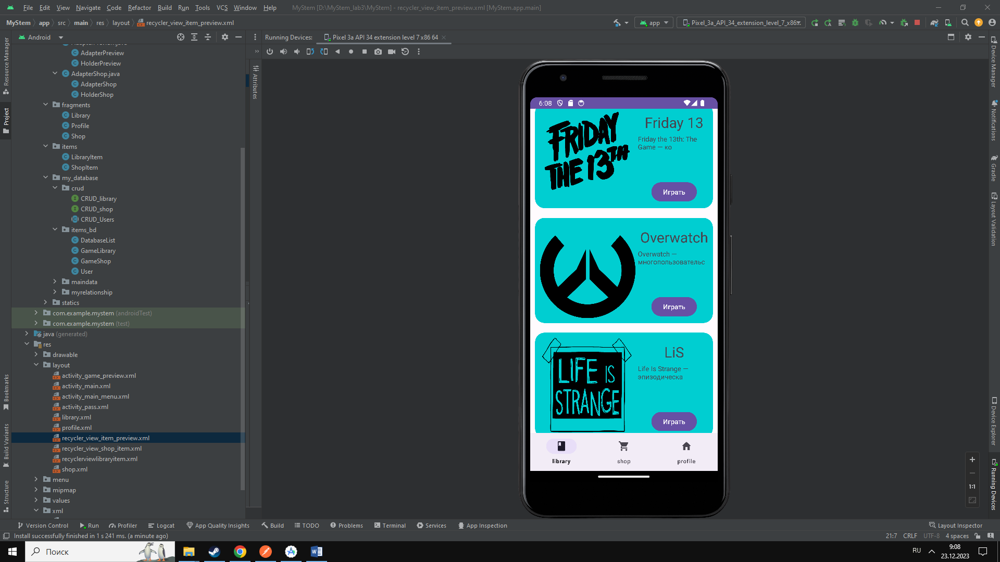 File Edit View Navigate Code Refactor Build Run Tools VCS Window Help MyStem [D:\MyStem_lab3\MyStem] - recycler_view_item_preview.xml [MyStem.app.main]
MyStem app src main res layout recycler_view_item_preview.xml
app
Pixel_3a_API_34_extension_level_7_x86
Android
Running Devices: Pixel 3a API 34 extension level 7 x86 64
Resource Manager
Project
Bookmarks
Build Variants
Structure
AdapterPreview
HolderPreview
AdapterShop.java
AdapterShop
HolderShop
fragments
Library
Profile
Shop
items
LibraryItem
ShopItem
my_database
crud
CRUD_library
CRUD_shop
CRUD_Users
items_bd
DatabaseList
GameLibrary
GameShop
User
maindata
myrelationship
statics
com.example.mystem (androidTest)
com.example.mystem (test)
java (generated)
res
drawable
layout
activity_game_preview.xml
activity_main.xml
activity_main_menu.xml
activity_pass.xml
library.xml
profile.xml
recycler_view_item_preview.xml
recycler_view_shop_item.xml
recyclerviewlibraryitem.xml
shop.xml
menu
mipmap
values
xml
Attributes
6:08
FRIDAY
THE 13TH
Friday 13
Friday the 13th: The
Game — ко
Играть
Overwatch
Overwatch —
многопользовательс
Играть
LIFE IS
STRANGE
LiS
Life Is Strange —
эпизодическа
Играть
library
shop
profile
Device Manager
Notifications
Gradle
Layout Validation
Device Explorer
Running Devices
1:1
Version Control Run Profiler Logcat App Quality Insights Build TODO Problems Terminal Services App Inspection Layout Inspector
Install successfully finished in 1 s 241 ms. (a minute ago)
21:7 CRLF UTF-8 4 spaces
Поиск
RU
9:08
23.12.2023